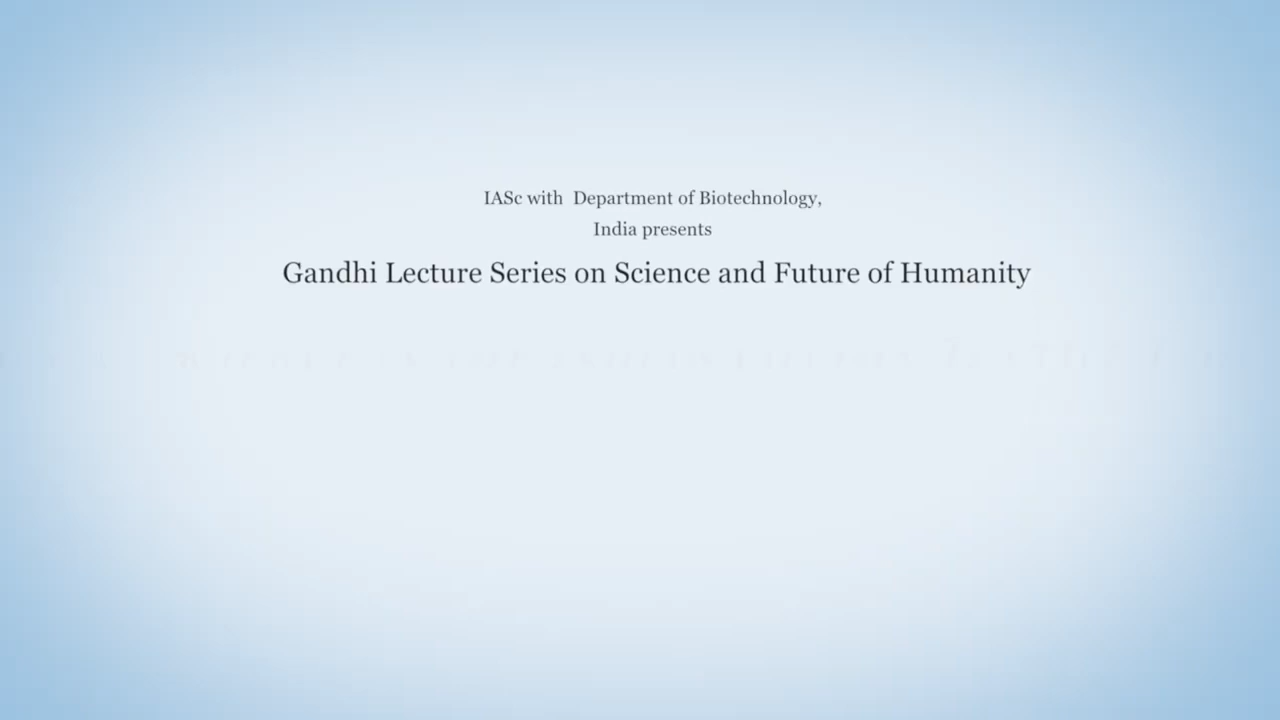 IASc with  Department of Biotechnology,
India presents
Gandhi Lecture Series on Science and Future of Humanity